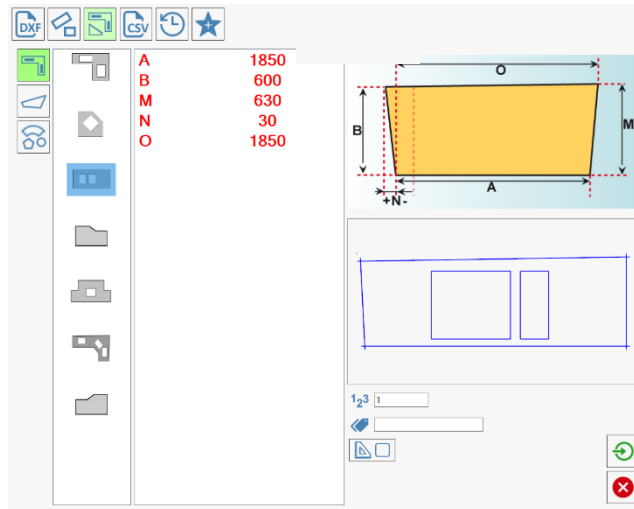 DXF CSV
A 1850
B 600
M 630
N 30
O 1850
O
B
M
A
+N-
123 1